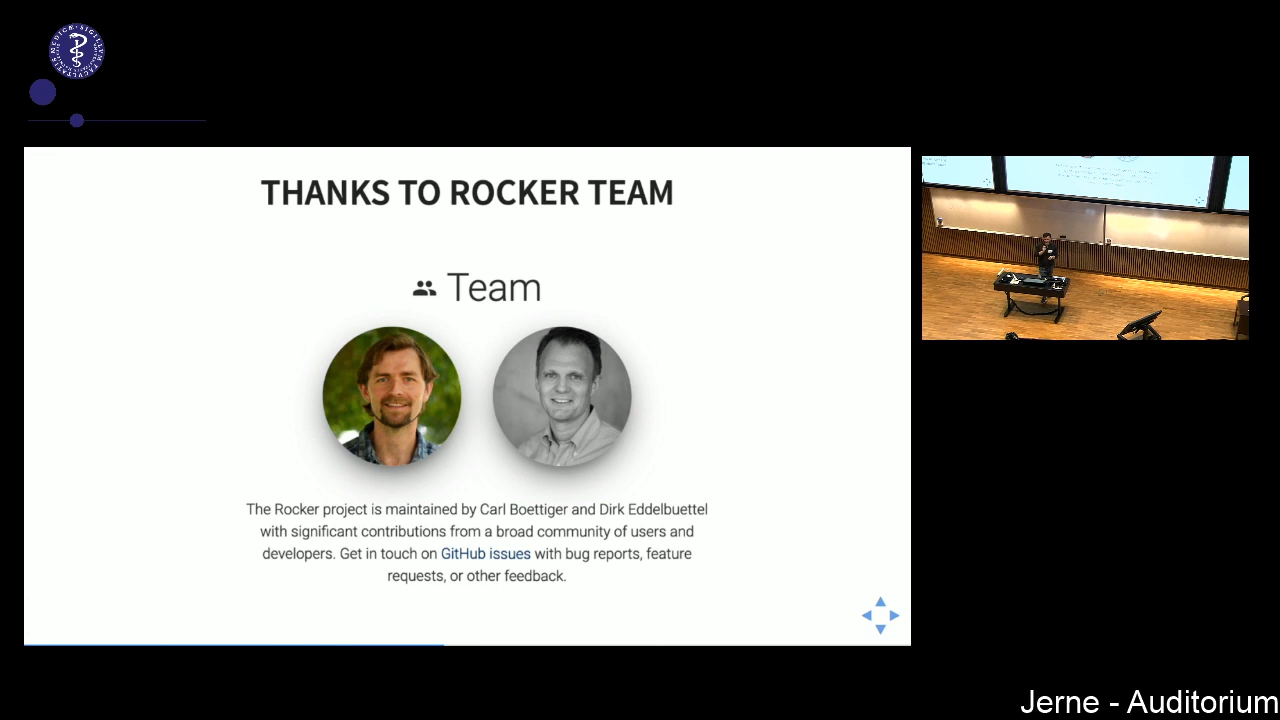 THANKS TO ROCKER TEAM
Team
The Rocker project is maintained by Carl Boettiger and Dirk Eddelbuettel
with significant contributions from a broad community of users and
developers. Get in touch on GitHub issues with bug reports, feature
requests, or other feedback.
Jerne - Auditorium